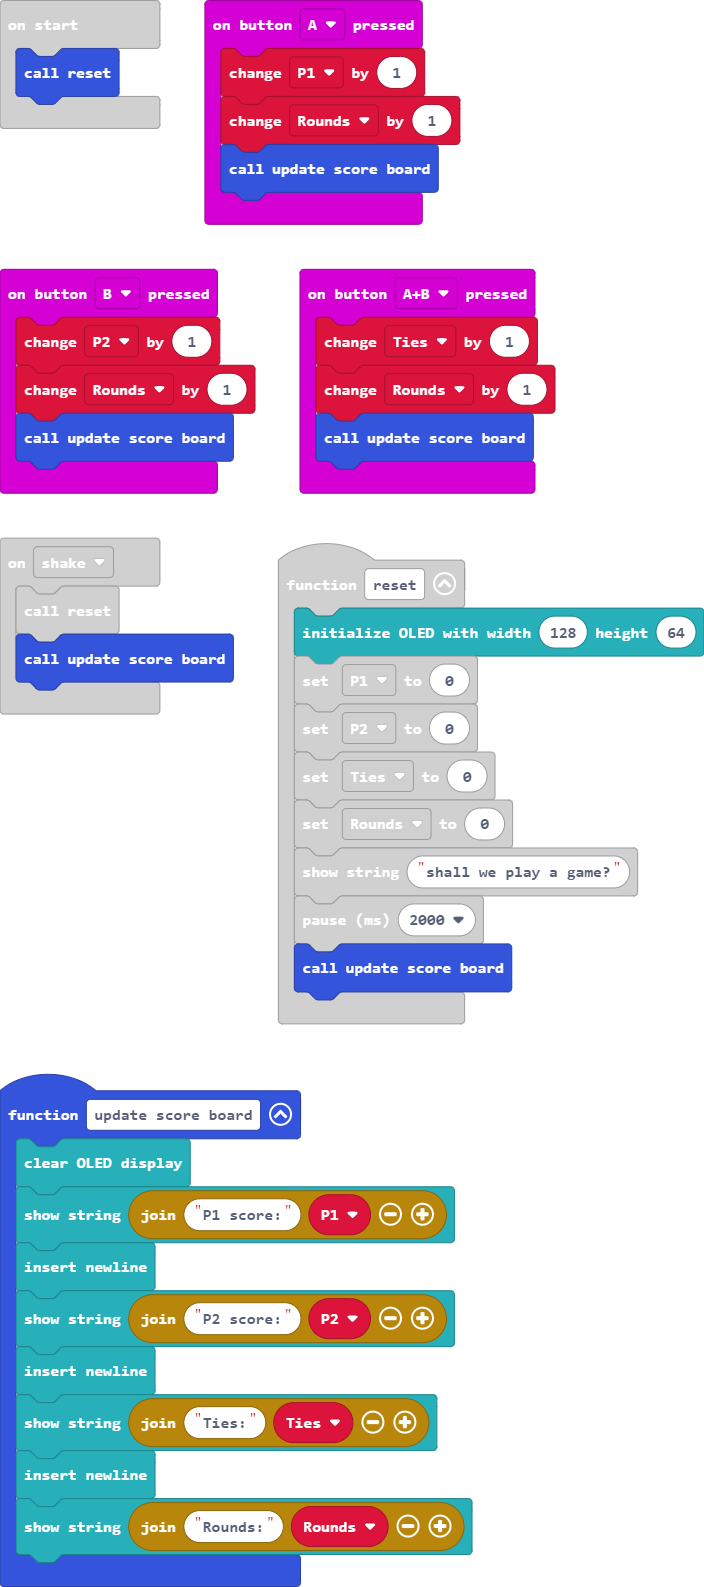 on start
call reset
on button A pressed
change P1 by 1
change Rounds by 1
call update score board
on button B pressed
change P2 by 1
change Rounds by 1
call update score board
on button A+B pressed
change Ties by 1
change Rounds by 1
call update score board
on shake
call reset
call update score board
function reset
initialize OLED with width 128 height 64
set P1 to 0
set P2 to 0
set Ties to 0
set Rounds to 0
show string "shall we play a game?"
pause (ms) 2000
call update score board
function update score board
clear OLED display
show string join "P1 score:" P1
insert newline
show string join "P2 score:" P2
insert newline
show string join "Ties:" Ties
insert newline
show string join "Rounds:" Rounds